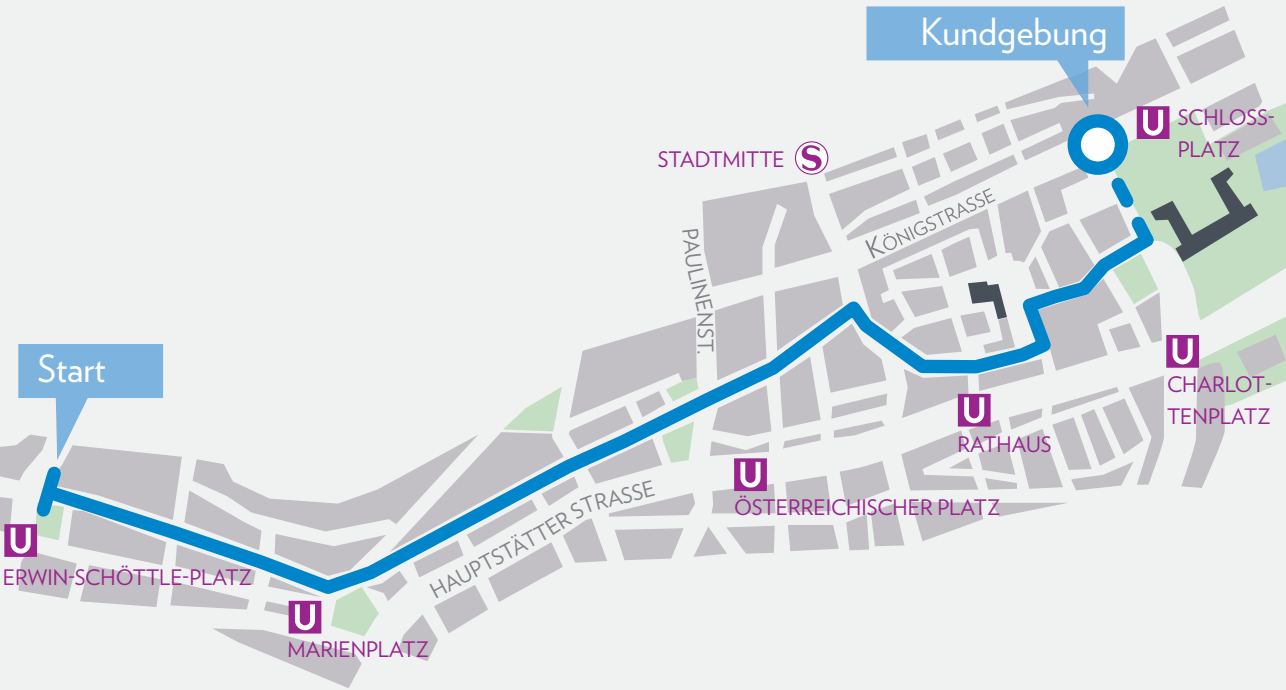 Kundgebung
U SCHLOSS-
PLATZ
STADTMITTE S
KÖNIGSTRASSE
PAULINENST.
Start
U
CHARLOT-
TENPLATZ
U
RATHAUS
U
ÖSTERREICHISCHER PLATZ
HAUPTSTÄTTER STRASSE
U
ERWIN-SCHÖTTLE-PLATZ
U
MARIENPLATZ